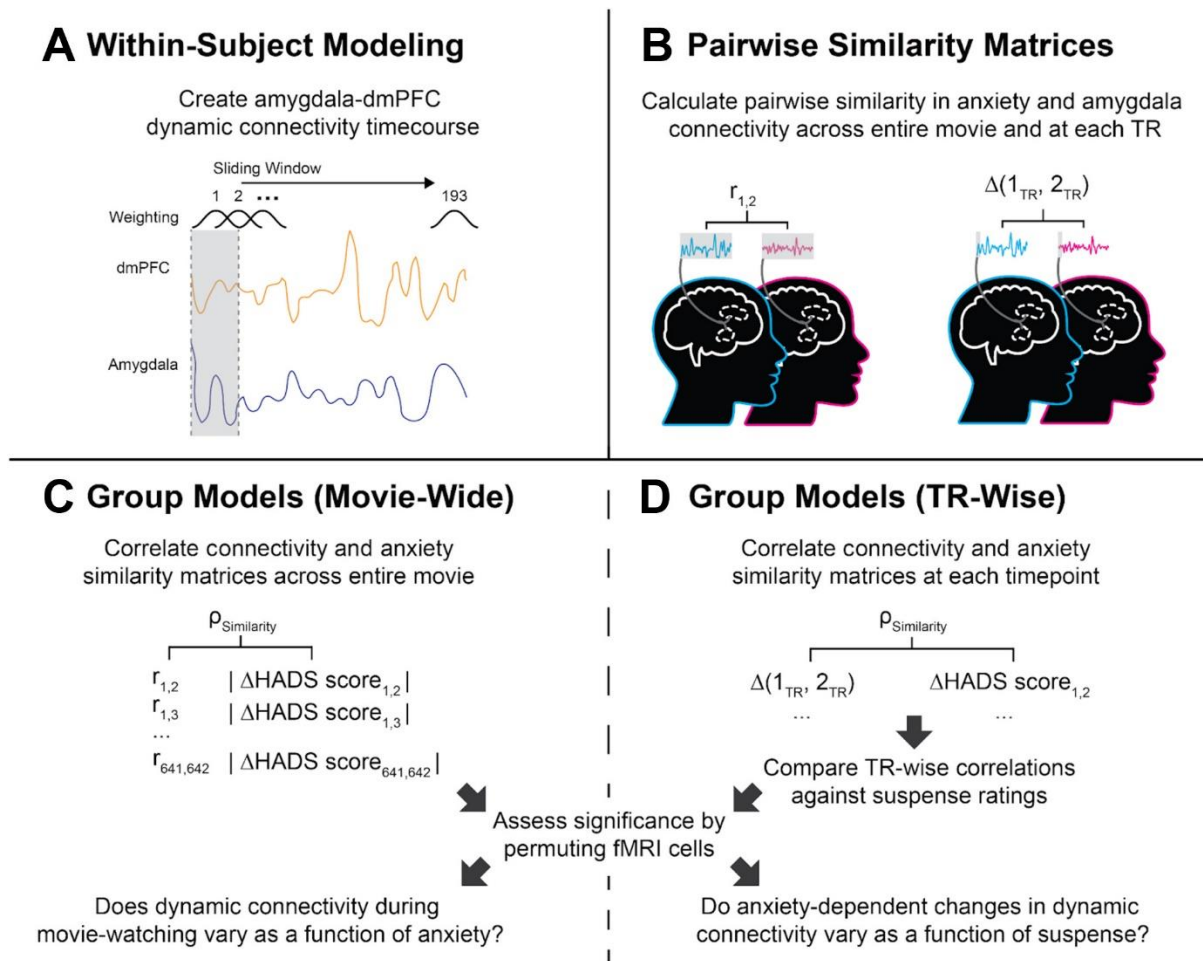 A Within-Subject Modeling
Create amygdala-dmPFC
dynamic connectivity timecourse
Sliding Window
1 2 ... 193
Weighting
dmPFC
Amygdala
B Pairwise Similarity Matrices
Calculate pairwise similarity in anxiety and amygdala
connectivity across entire movie and at each TR
r1,2
Δ(1TR, 2TR)
C Group Models (Movie-Wide)
Correlate connectivity and anxiety
similarity matrices across entire movie
ρSimilarity
r1,2 | ΔHADS score1,2 |
r1,3 | ΔHADS score1,3 |
...
r641,642 | ΔHADS score641,642 |
D Group Models (TR-Wise)
Correlate connectivity and anxiety
similarity matrices at each timepoint
ρSimilarity
Δ(1TR, 2TR) ΔHADS score1,2
... ...
Compare TR-wise correlations
against suspense ratings
Assess significance by
permuting fMRI cells
Does dynamic connectivity during
movie-watching vary as a function of anxiety?
Do anxiety-dependent changes in dynamic
connectivity vary as a function of suspense?